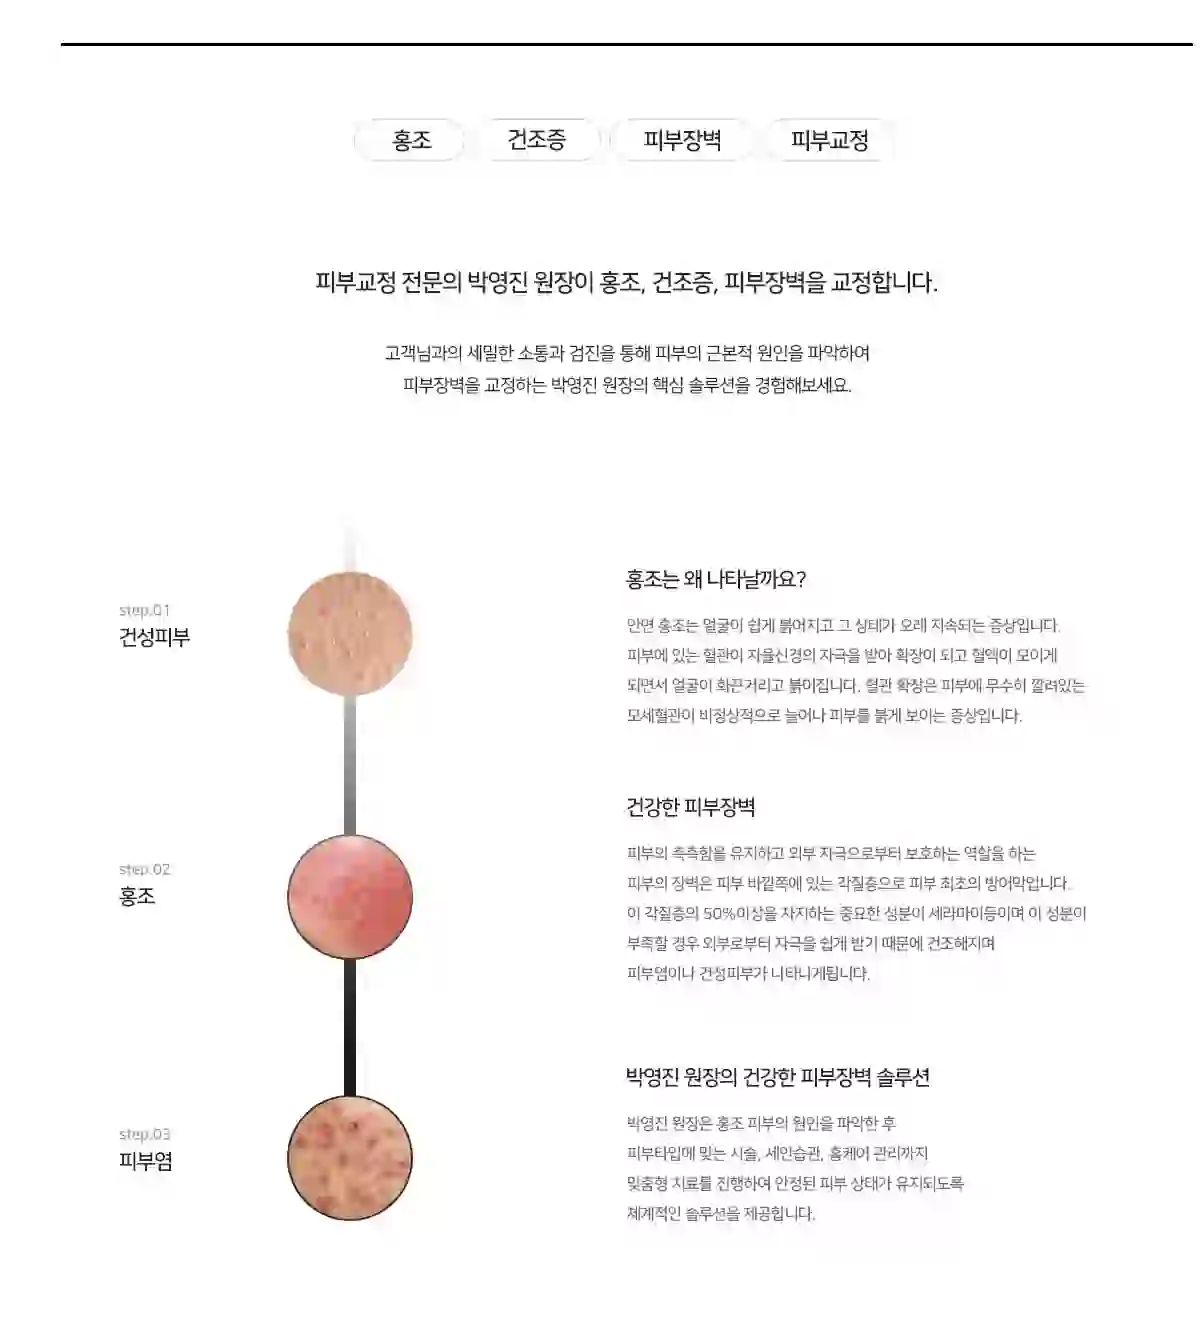 홍조
건조증
피부장벽
피부교정
피부교정 전문의 박영진 원장이 홍조, 건조증, 피부장벽을 교정합니다.
고객님과의 세밀한 소통과 검진을 통해 피부의 근본적 원인을 파악하여
피부장벽을 교정하는 박영진 원장의 핵심 솔루션을 경험해보세요.
step.01
건성피부
홍조는 왜 나타날까요?
안면 홍조는 얼굴이 쉽게 붉어지고 그 상태가 오래 지속되는 증상입니다.
피부에 있는 혈관이 자율신경의 자극을 받아 확장이 되고 혈액이 모이게
되면서 얼굴이 화끈거리고 붉어집니다. 혈관 확장은 피부에 무수히 깔려있는
모세혈관이 비정상적으로 늘어나 피부를 붉게 보이는 증상입니다.
step.02
홍조
건강한 피부장벽
피부의 촉촉함을 유지하고 외부 자극으로부터 보호하는 역할을 하는
피부의 장벽은 피부 바깥쪽에 있는 각질층으로 피부 최초의 방어막입니다.
이 각질층의 50%이상을 차지하는 중요한 성분이 세라마이등이며 이 성분이
부족할 경우 외부로부터 자극을 쉽게 받기 때문에 건조해지며
피부염이나 건성피부가 나타나게됩니다.
step.03
피부염
박영진 원장의 건강한 피부장벽 솔루션
박영진 원장은 홍조 피부의 원인을 파악한 후
피부타입에 맞는 시술, 세안습관, 홈케어 관리까지
맞춤형 치료를 진행하여 안정된 피부 상태가 유지되도록
체계적인 솔루션을 제공합니다.